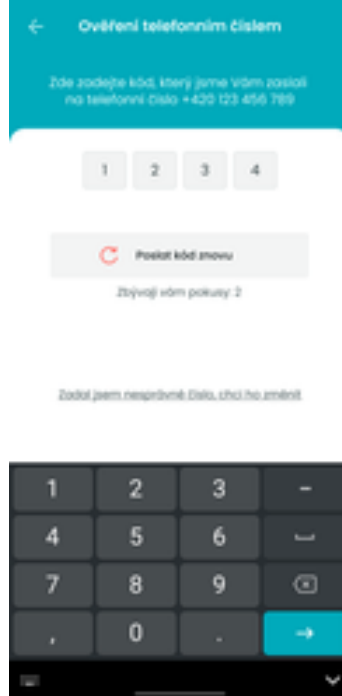 Ověření telefonním číslem
Zde zadejte kód, který jsme Vám zaslali
na telefonní číslo +420 123 456 789
1 2 3 4
Poslat kód znovu
Zbývají vám pokusy: 2
Zadal jsem nesprávné číslo, chci ho změnit
1 2 3 -
4 5 6
7 8 9
, 0 .